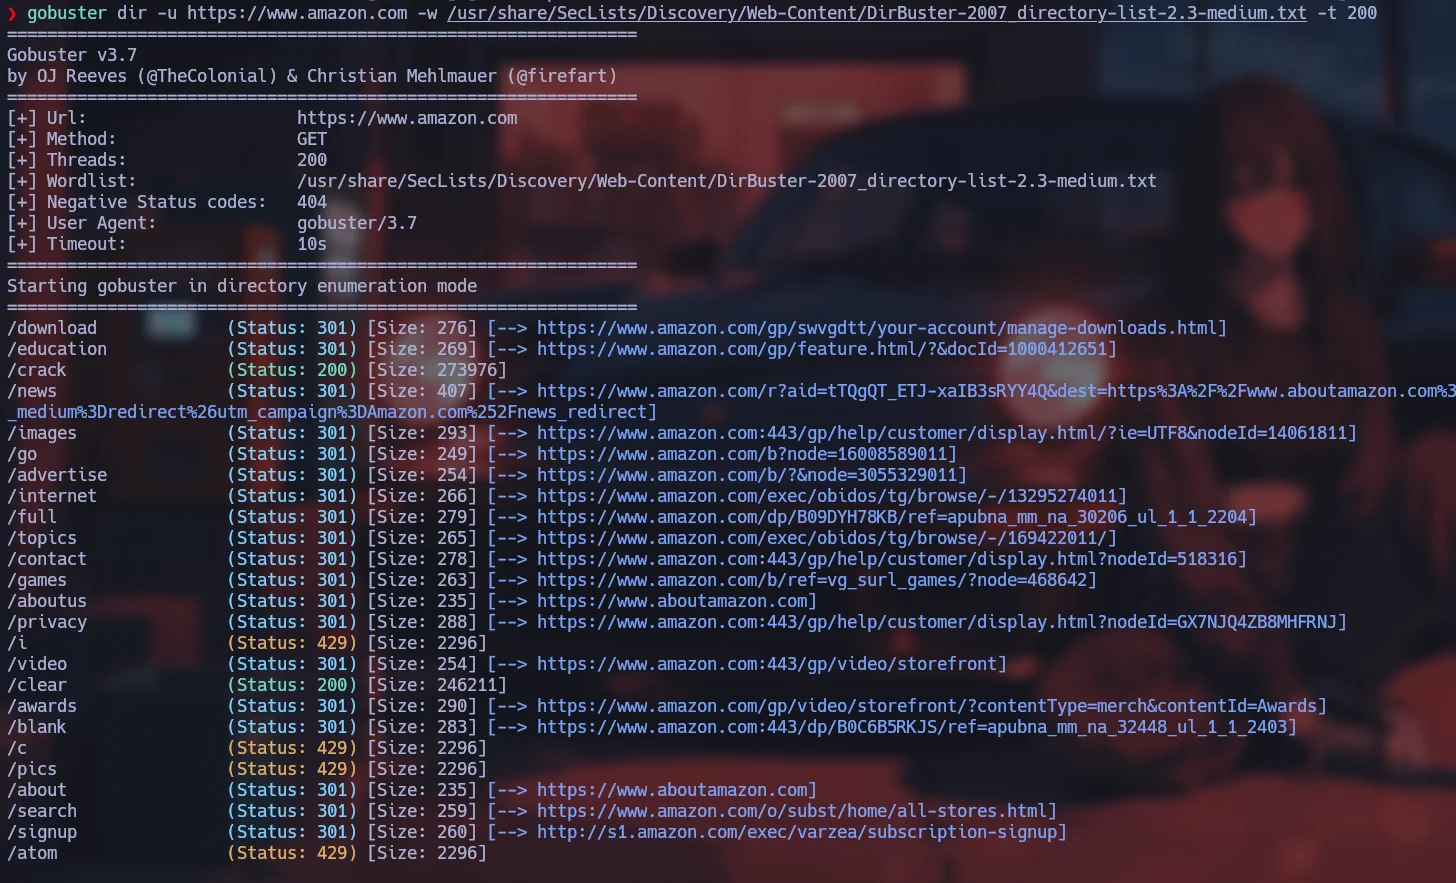 ❯ gobuster dir -u https://www.amazon.com -w /usr/share/SecLists/Discovery/Web-Content/DirBuster-2007_directory-list-2.3-medium.txt -t 200
===============================================================
Gobuster v3.7
by OJ Reeves (@TheColonial) & Christian Mehlmauer (@firefart)
===============================================================
[+] Url:                     https://www.amazon.com
[+] Method:                  GET
[+] Threads:                 200
[+] Wordlist:                /usr/share/SecLists/Discovery/Web-Content/DirBuster-2007_directory-list-2.3-medium.txt
[+] Negative Status codes:   404
[+] User Agent:              gobuster/3.7
[+] Timeout:                 10s
===============================================================
Starting gobuster in directory enumeration mode
===============================================================
/download             (Status: 301) [Size: 276] [--> https://www.amazon.com/gp/swvgdtt/your-account/manage-downloads.html]
/education            (Status: 301) [Size: 269] [--> https://www.amazon.com/gp/feature.html/?&docId=1000412651]
/crack                (Status: 200) [Size: 273976]
/news                 (Status: 301) [Size: 407] [--> https://www.amazon.com/r?aid=tTQgQT_ETJ-xaIB3sRYY4Q&dest=https%3A%2F%2Fwww.aboutamazon.com%3
_medium%3Dredirect%26utm_campaign%3DAmazon.com%252Fnews_redirect]
/images               (Status: 301) [Size: 293] [--> https://www.amazon.com:443/gp/help/customer/display.html/?ie=UTF8&nodeId=14061811]
/go                   (Status: 301) [Size: 249] [--> https://www.amazon.com/b?node=16008589011]
/advertise            (Status: 301) [Size: 254] [--> https://www.amazon.com/b/?&node=3055329011]
/internet             (Status: 301) [Size: 266] [--> https://www.amazon.com/exec/obidos/tg/browse/-/13295274011]
/full                 (Status: 301) [Size: 279] [--> https://www.amazon.com/dp/B09DYH78KB/ref=apubna_mm_na_30206_ul_1_1_2204]
/topics               (Status: 301) [Size: 265] [--> https://www.amazon.com/exec/obidos/tg/browse/-/169422011/]
/contact              (Status: 301) [Size: 278] [--> https://www.amazon.com:443/gp/help/customer/display.html?nodeId=518316]
/games                (Status: 301) [Size: 263] [--> https://www.amazon.com/b/ref=vg_surl_games/?node=468642]
/aboutus              (Status: 301) [Size: 235] [--> https://www.aboutamazon.com]
/privacy              (Status: 301) [Size: 288] [--> https://www.amazon.com:443/gp/help/customer/display.html?nodeId=GX7NJQ4ZB8MHFRNJ]
/i                    (Status: 429) [Size: 2296]
/video                (Status: 301) [Size: 254] [--> https://www.amazon.com:443/gp/video/storefront]
/clear                (Status: 200) [Size: 246211]
/awards               (Status: 301) [Size: 290] [--> https://www.amazon.com/gp/video/storefront/?contentType=merch&contentId=Awards]
/blank                (Status: 301) [Size: 283] [--> https://www.amazon.com:443/dp/B0C6B5RKJS/ref=apubna_mm_na_32448_ul_1_1_2403]
/c                    (Status: 429) [Size: 2296]
/pics                 (Status: 429) [Size: 2296]
/about                (Status: 301) [Size: 235] [--> https://www.aboutamazon.com]
/search               (Status: 301) [Size: 259] [--> https://www.amazon.com/o/subst/home/all-stores.html]
/signup               (Status: 301) [Size: 260] [--> http://s1.amazon.com/exec/varzea/subscription-signup]
/atom                 (Status: 429) [Size: 2296]